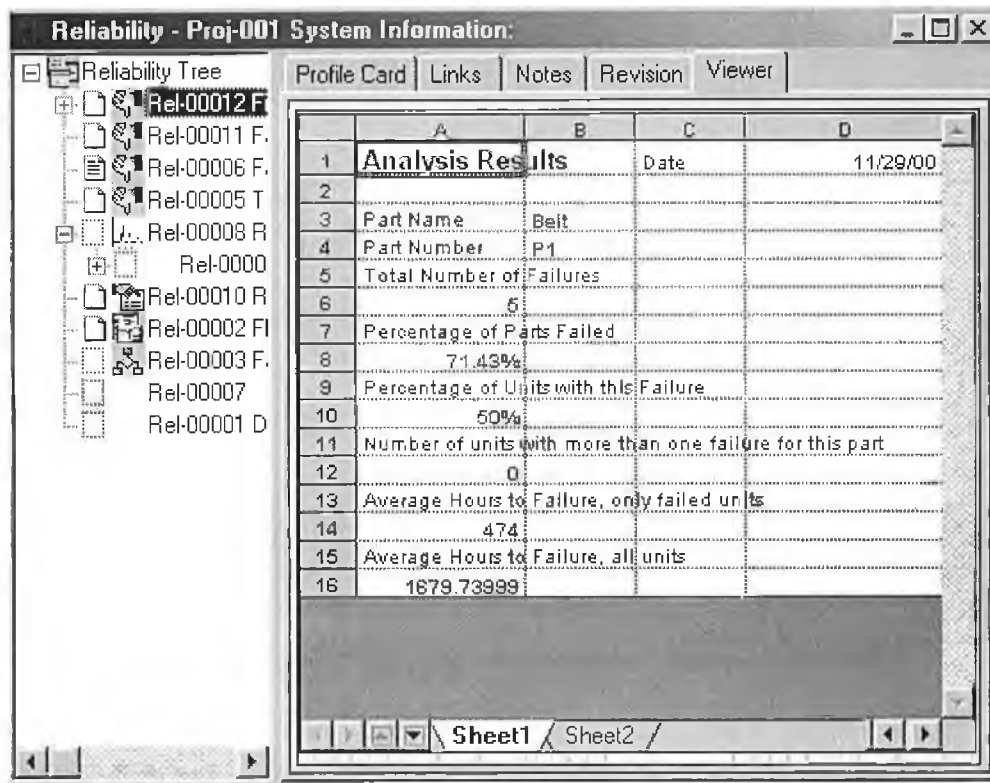 Reliability - Proj-001 System Information:
Reliability Tree
Rel-00012 F
Rel-00011 F.
Rel-00006 F.
Rel-00005 T
Rel-00008 R
Rel-0000
Rel-00010 R
Rel-00002 Fl
Rel-00003 F.
Rel-00007
Rel-00001 D
Profile Card Links Notes Revision Viewer
A B C D
1 Analysis Results Date 11/29/00
2
3 Part Name Belt
4 Part Number P1
5 Total Number of Failures
6 5
7 Percentage of Parts Failed
8 71.43%
9 Percentage of Units with this Failure
10 50%
11 Number of units with more than one failure for this part
12 0
13 Average Hours to Failure, only failed units
14 474
15 Average Hours to Failure, all units
16 1679.73999
Sheet1 Sheet2